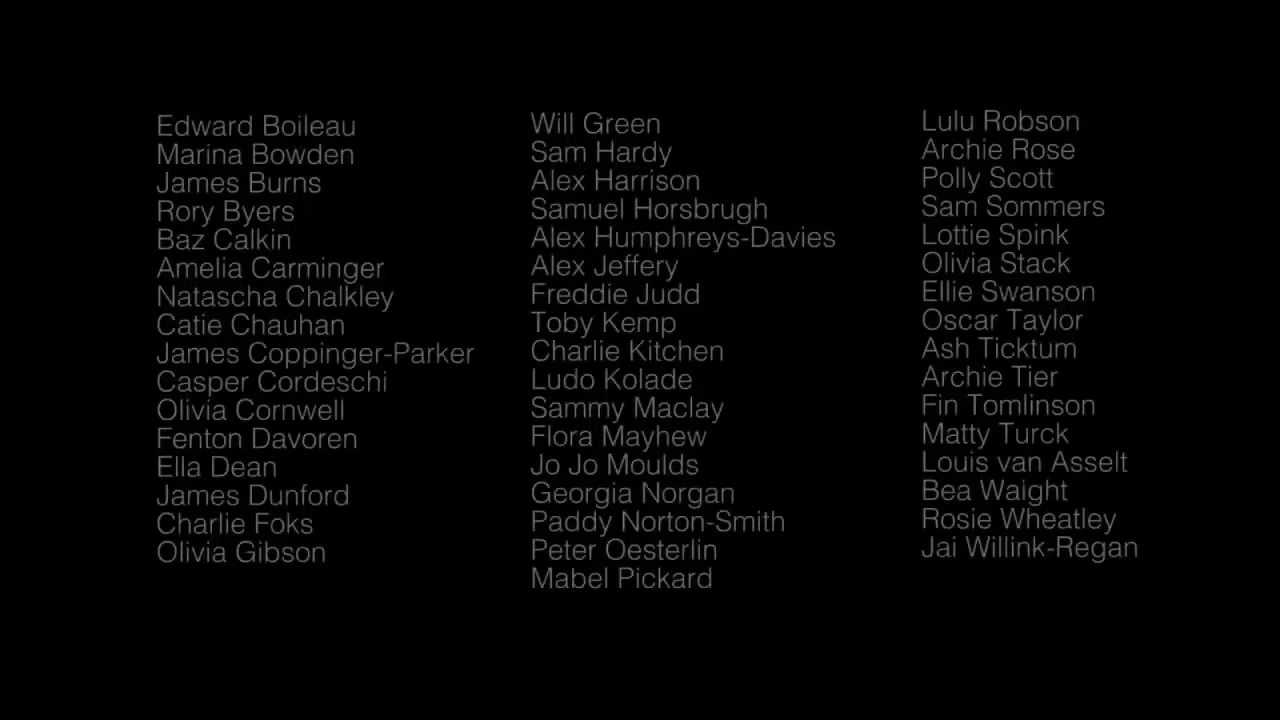 Edward Boileau
Marina Bowden
James Burns
Rory Byers
Baz Calkin
Amelia Carminger
Natascha Chalkley
Catie Chauhan
James Coppinger-Parker
Casper Cordeschi
Olivia Cornwell
Fenton Davoren
Ella Dean
James Dunford
Charlie Foks
Olivia Gibson
Will Green
Sam Hardy
Alex Harrison
Samuel Horsbrugh
Alex Humphreys-Davies
Alex Jeffery
Freddie Judd
Toby Kemp
Charlie Kitchen
Ludo Kolade
Sammy Maclay
Flora Mayhew
Jo Jo Moulds
Georgia Norgan
Paddy Norton-Smith
Peter Oesterlin
Mabel Pickard
Lulu Robson
Archie Rose
Polly Scott
Sam Sommers
Lottie Spink
Olivia Stack
Ellie Swanson
Oscar Taylor
Ash Ticktum
Archie Tier
Fin Tomlinson
Matty Turck
Louis van Asselt
Bea Waight
Rosie Wheatley
Jai Willink-Regan